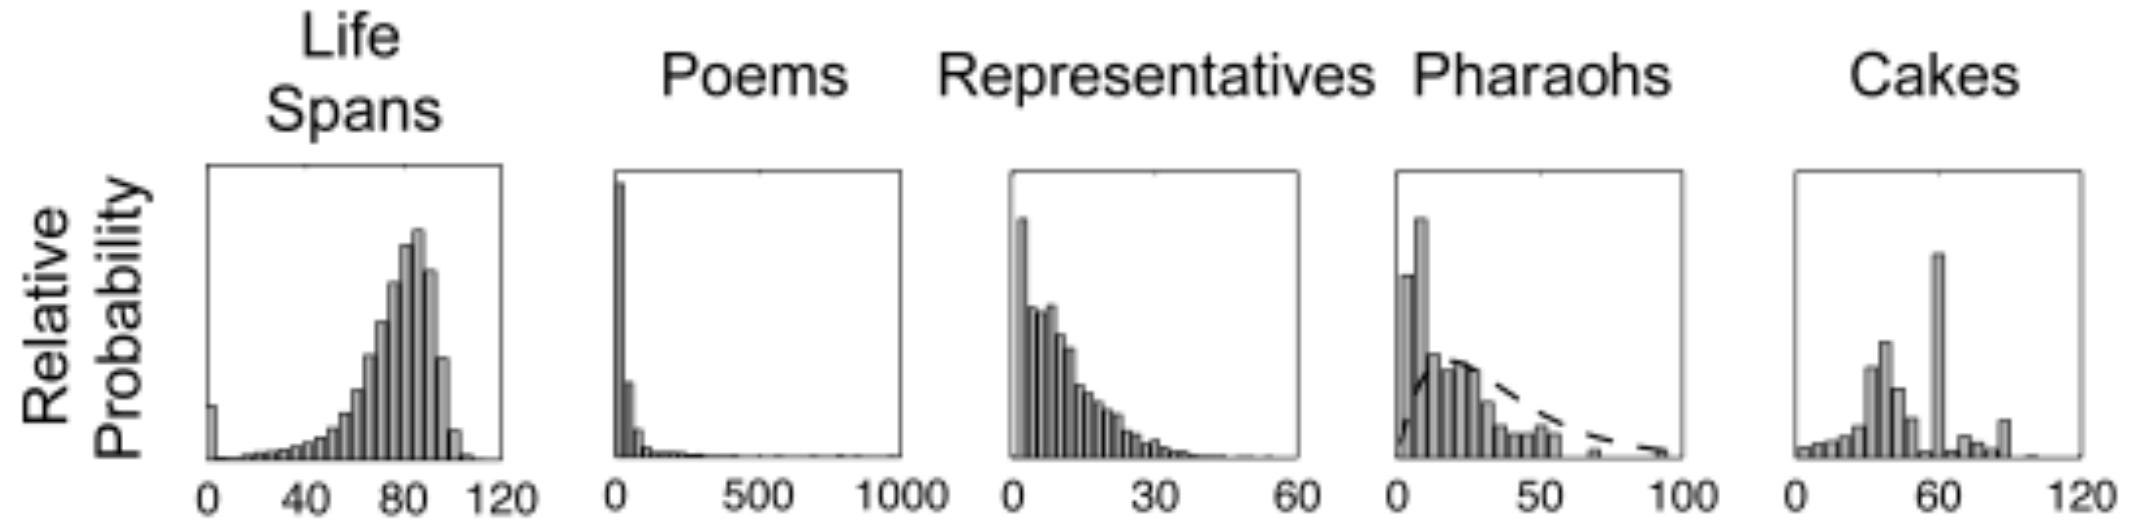 Life
Spans
Poems
Representatives
Pharaohs
Cakes
Relative
Probability
0 40 80 120
0 500 1000
0 30 60
0 50 100
0 60 120